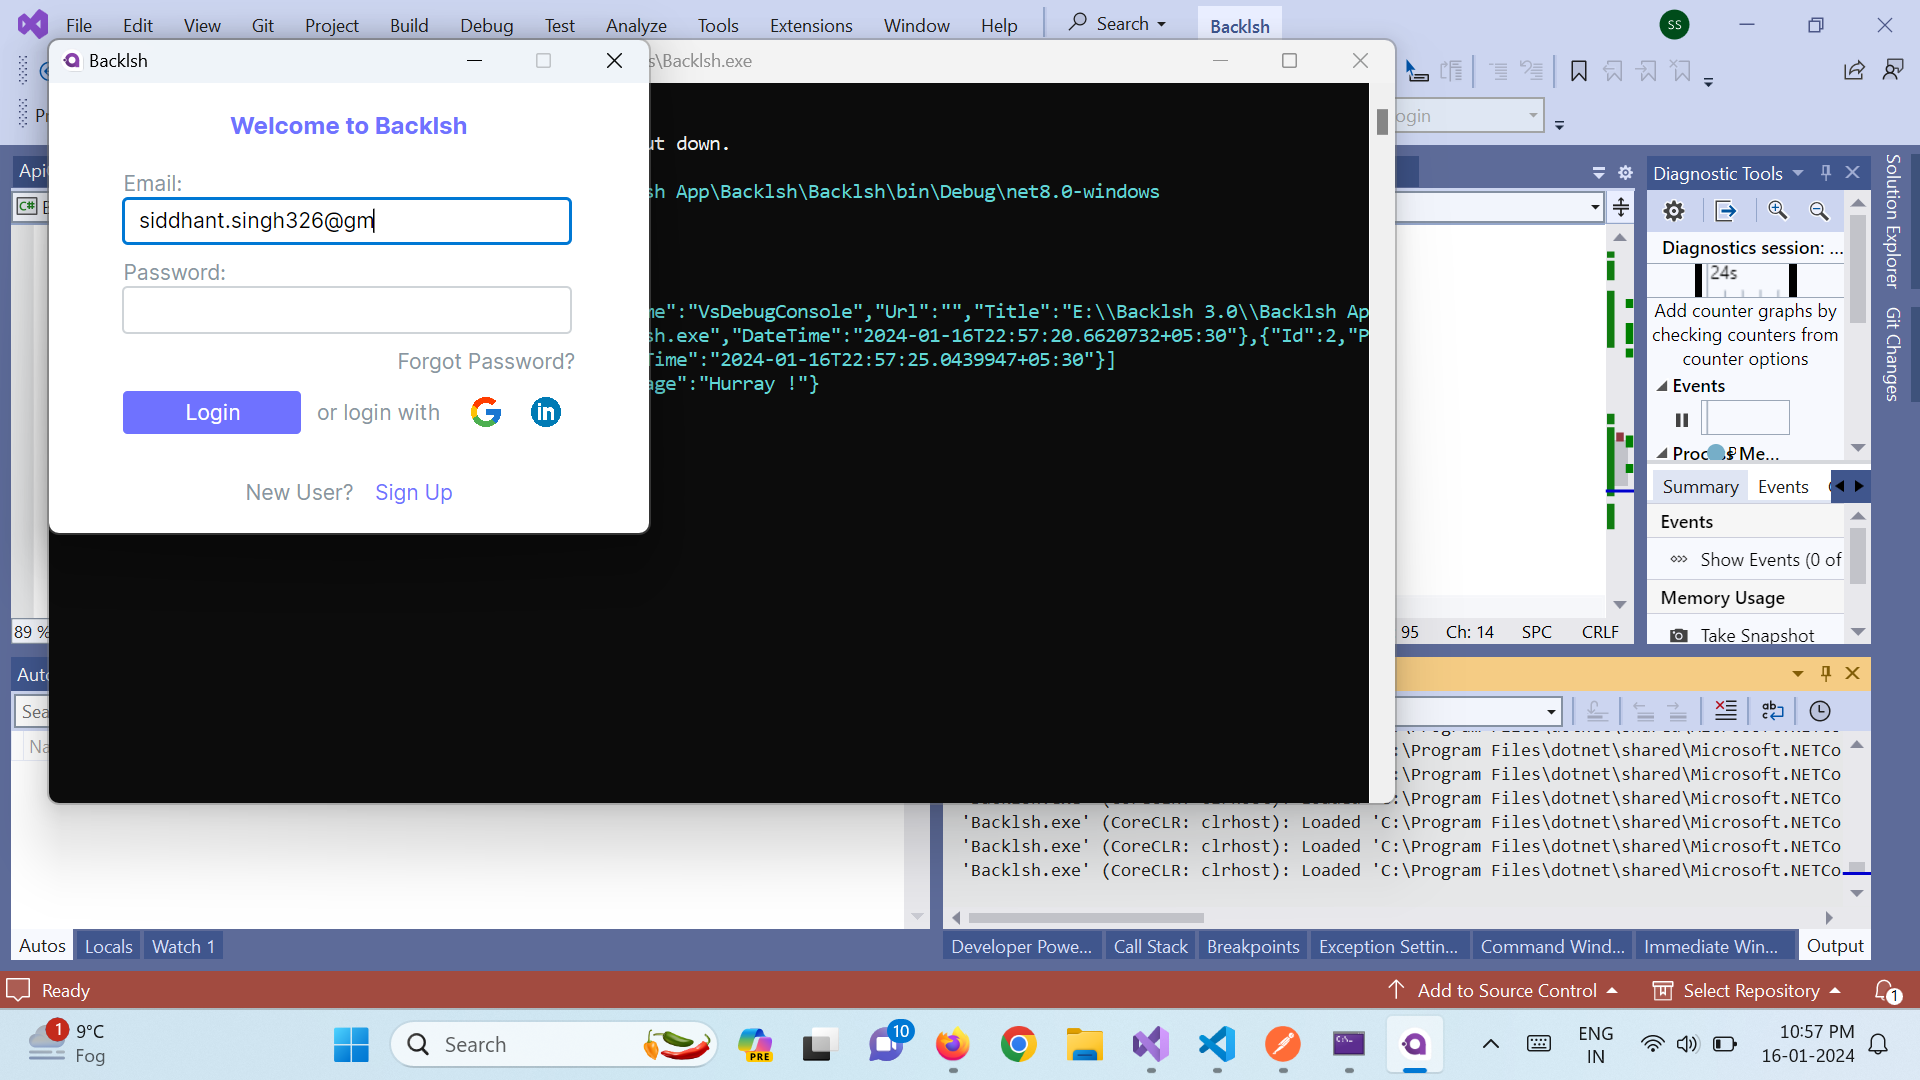 File Edit View Git Project Build Debug Test Analyze Tools Extensions Window Help Search Backlsh SS
Backlsh
s\Backlsh.exe
Welcome to Backlsh
Email:
siddhant.singh326@gm
Password:
Forgot Password?
Login or login with
New User? Sign Up
ut down.
sh App\Backlsh\Backlsh\bin\Debug\net8.0-windows
me":"VsDebugConsole","Url":"","Title":"E:\\Backlsh 3.0\\Backlsh Ap
sh.exe","DateTime":"2024-01-16T22:57:20.6620732+05:30"},{"Id":2,"P
Time":"2024-01-16T22:57:25.0439947+05:30"}]
age":"Hurray !"}
ogin
Diagnostic Tools
Diagnostics session: ...
24s
Add counter graphs by
checking counters from
counter options
Events
Summary Events
Events
Show Events (0 of
Memory Usage
Take Snapshot
Solution Explorer
Git Changes
89 %
95 Ch: 14 SPC CRLF
:\Program Files\dotnet\shared\Microsoft.NETCo
:\Program Files\dotnet\shared\Microsoft.NETCo
:\Program Files\dotnet\shared\Microsoft.NETCo
'Backlsh.exe' (CoreCLR: clrhost): Loaded 'C:\Program Files\dotnet\shared\Microsoft.NETCo
'Backlsh.exe' (CoreCLR: clrhost): Loaded 'C:\Program Files\dotnet\shared\Microsoft.NETCo
'Backlsh.exe' (CoreCLR: clrhost): Loaded 'C:\Program Files\dotnet\shared\Microsoft.NETCo
Autos Locals Watch 1
Developer Powe... Call Stack Breakpoints Exception Settin... Command Wind... Immediate Win... Output
Ready
Add to Source Control Select Repository 1
1 9°C
Fog
Search
PRE
10
ENG
IN
10:57 PM
16-01-2024